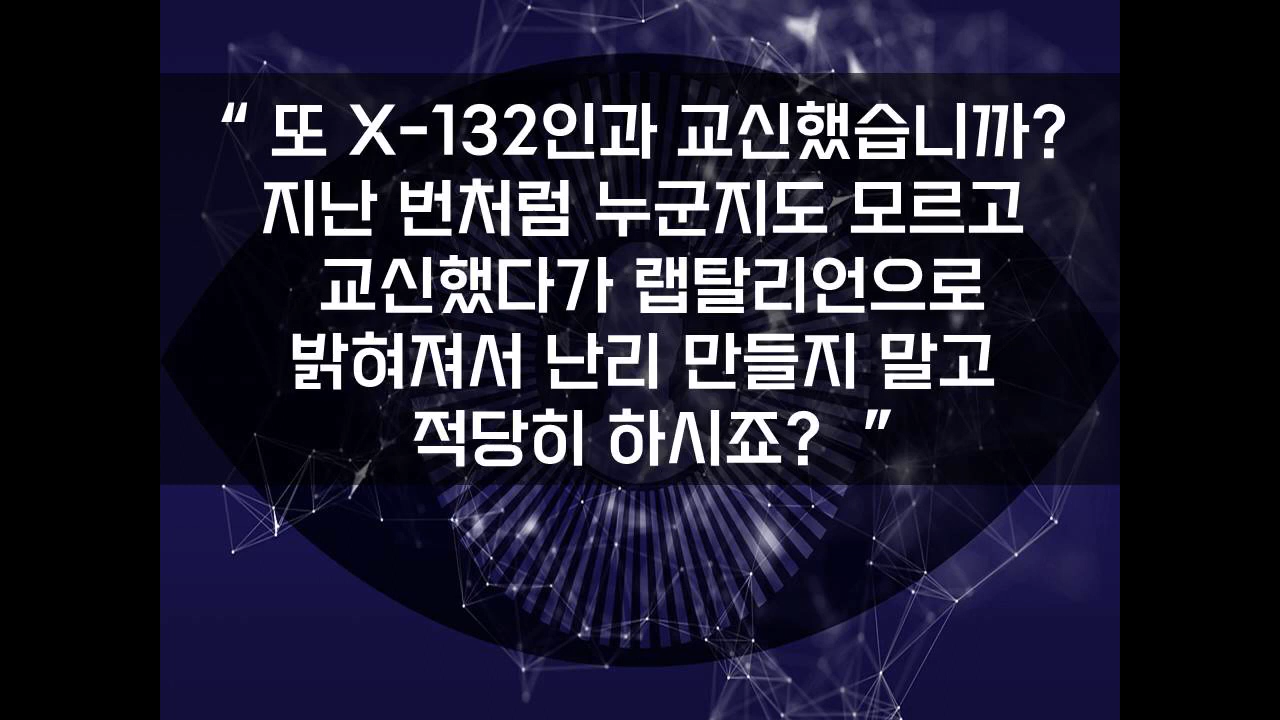 “ 또 X-132인과 교신했습니까?
지난 번처럼 누군지도 모르고
교신했다가 랩탈리언으로
밝혀져서 난리 만들지 말고
적당히 하시죠? ”